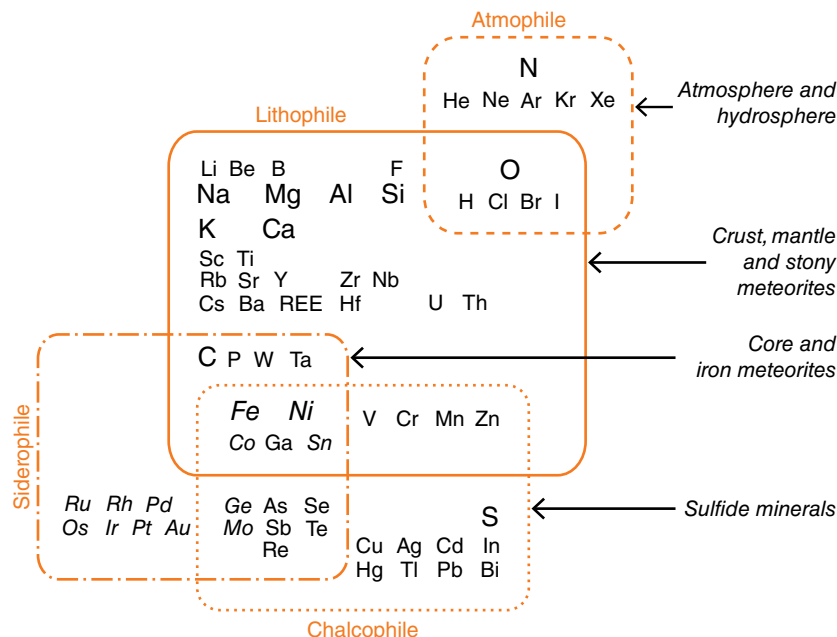 Atmophile
N
He Ne Ar Kr Xe
Atmosphere and
hydrosphere
Lithophile
Li Be B F
O
Na Mg Al Si
H Cl Br I
K Ca
Crust, mantle
and stony
meteorites
Sc Ti
Rb Sr Y Zr Nb
Cs Ba REE Hf U Th
Core and
iron meteorites
C P W Ta
Fe Ni
V Cr Mn Zn
Co Ga Sn
Siderophile
Ru Rh Pd
Os Ir Pt Au
Ge As Se
Mo Sb Te
Re
S
Sulfide minerals
Cu Ag Cd In
Hg Tl Pb Bi
Chalcophile